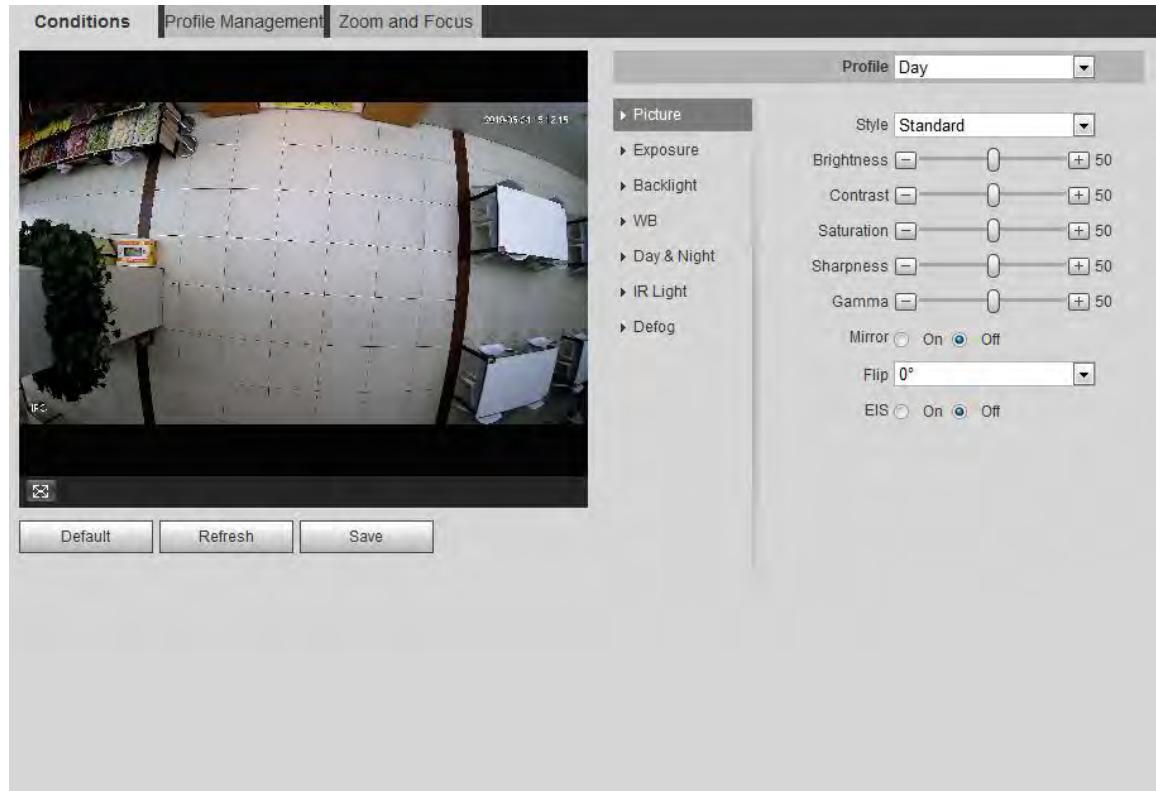 Conditions
Profile Management
Zoom and Focus
Profile Day
Picture
Exposure
Backlight
WB
Day & Night
IR Light
Defog
Style Standard
Brightness 50
Contrast 50
Saturation 50
Sharpness 50
Gamma 50
Mirror On Off
Flip 0°
EIS On Off
Default
Refresh
Save